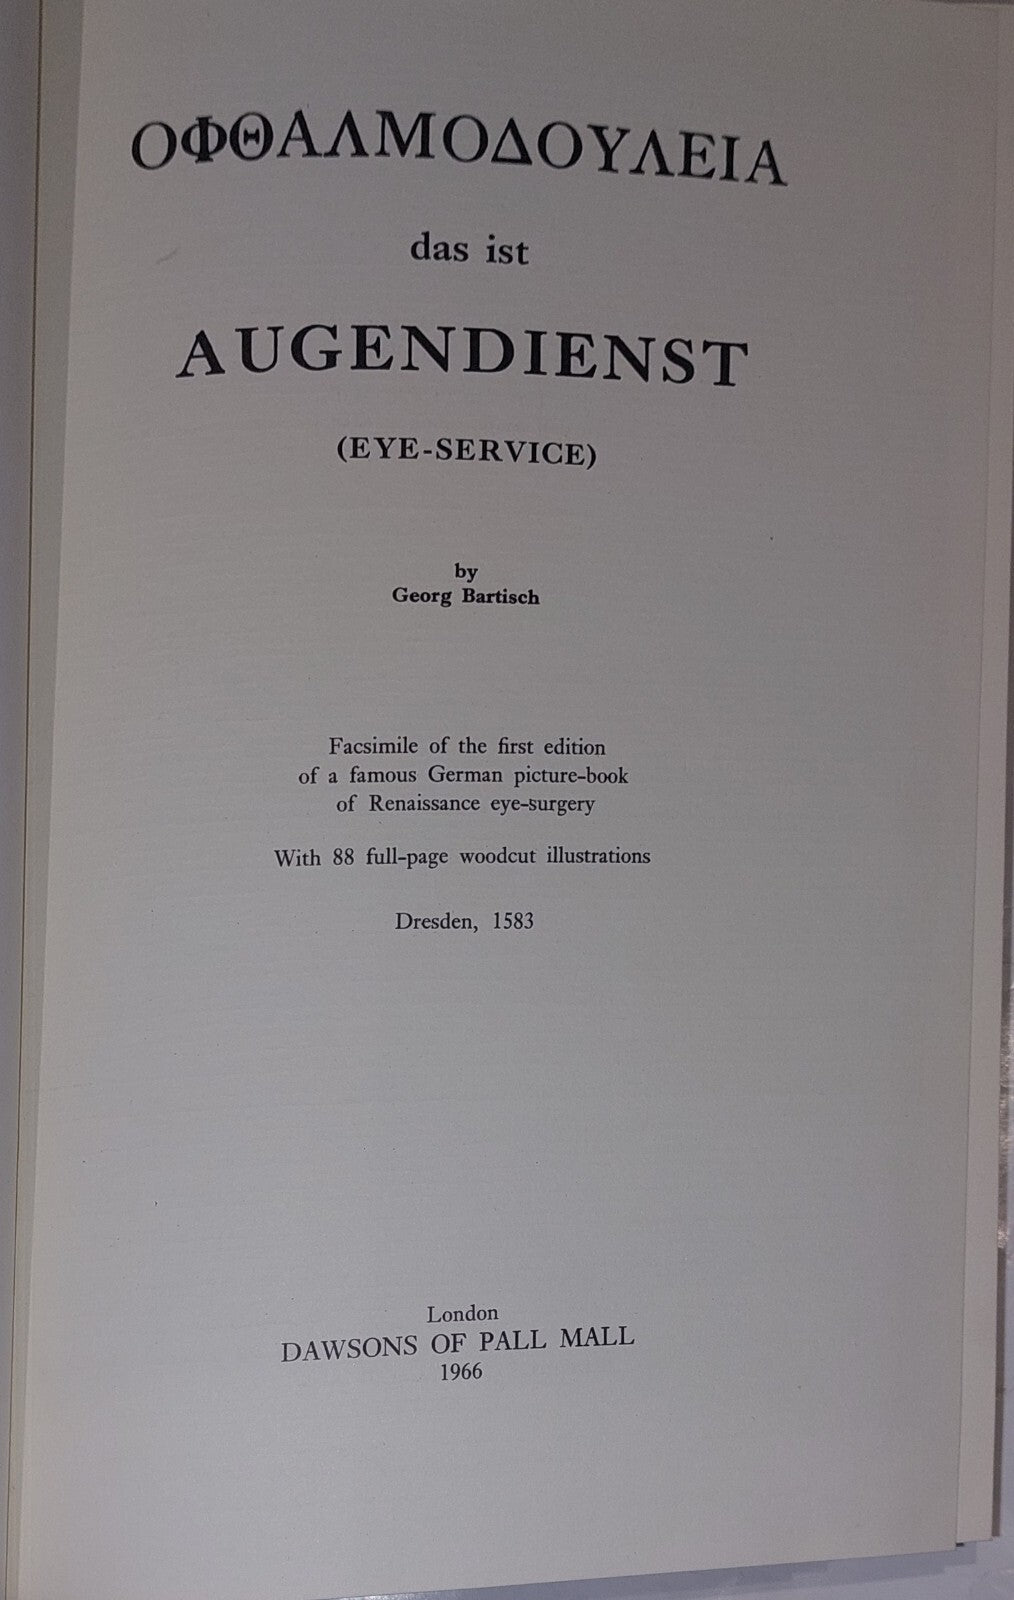 ΟΦΘΑΛΜΟΔΟΥΛΕΙΑ
das ist
AUGENDIENST
(EYE-SERVICE)
by
Georg Bartisch
Facsimile of the first edition
of a famous German picture-book
of Renaissance eye-surgery
With 88 full-page woodcut illustrations
Dresden, 1583
London
DAWSONS OF PALL MALL
1966